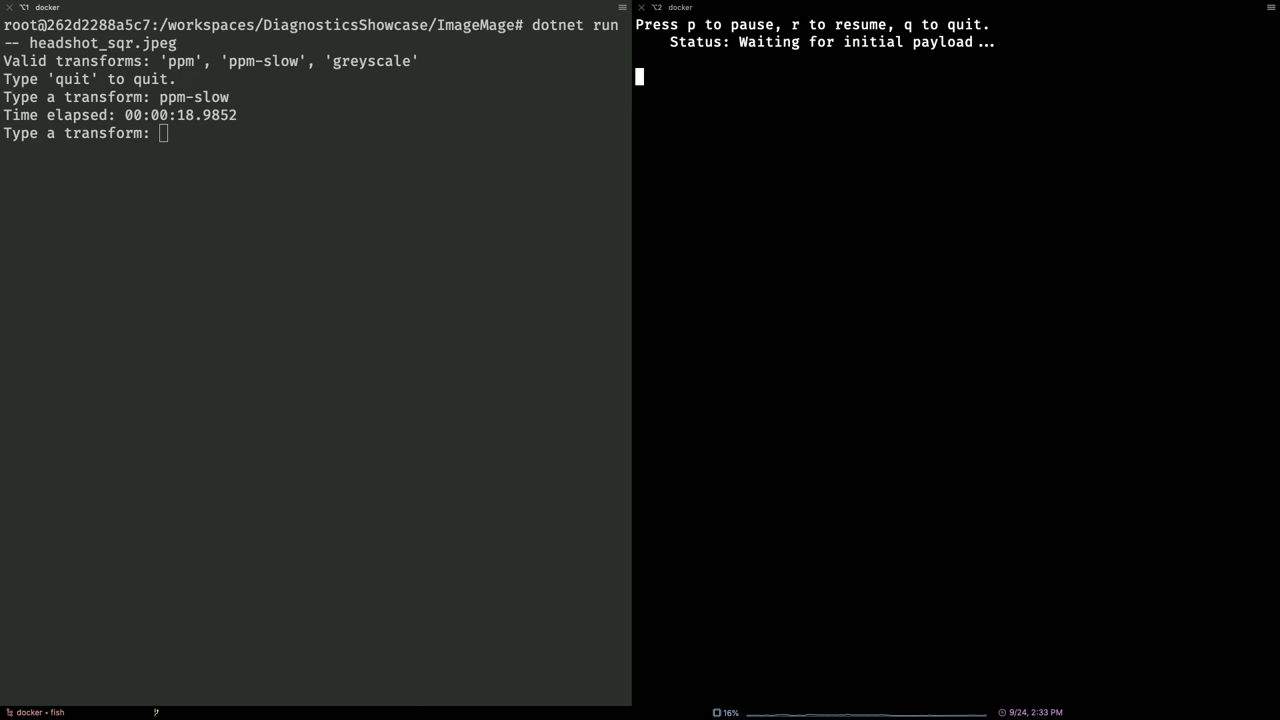 ⌥1 docker
root@262d2288a5c7:/workspaces/DiagnosticsShowcase/ImageMage# dotnet run
-- headshot_sqr.jpeg
Valid transforms: 'ppm', 'ppm-slow', 'greyscale'
Type 'quit' to quit.
Type a transform: ppm-slow
Time elapsed: 00:00:18.9852
Type a transform:
⌥2 docker
Press p to pause, r to resume, q to quit.
Status: Waiting for initial payload...
docker • fish
16%
9/24, 2:33 PM